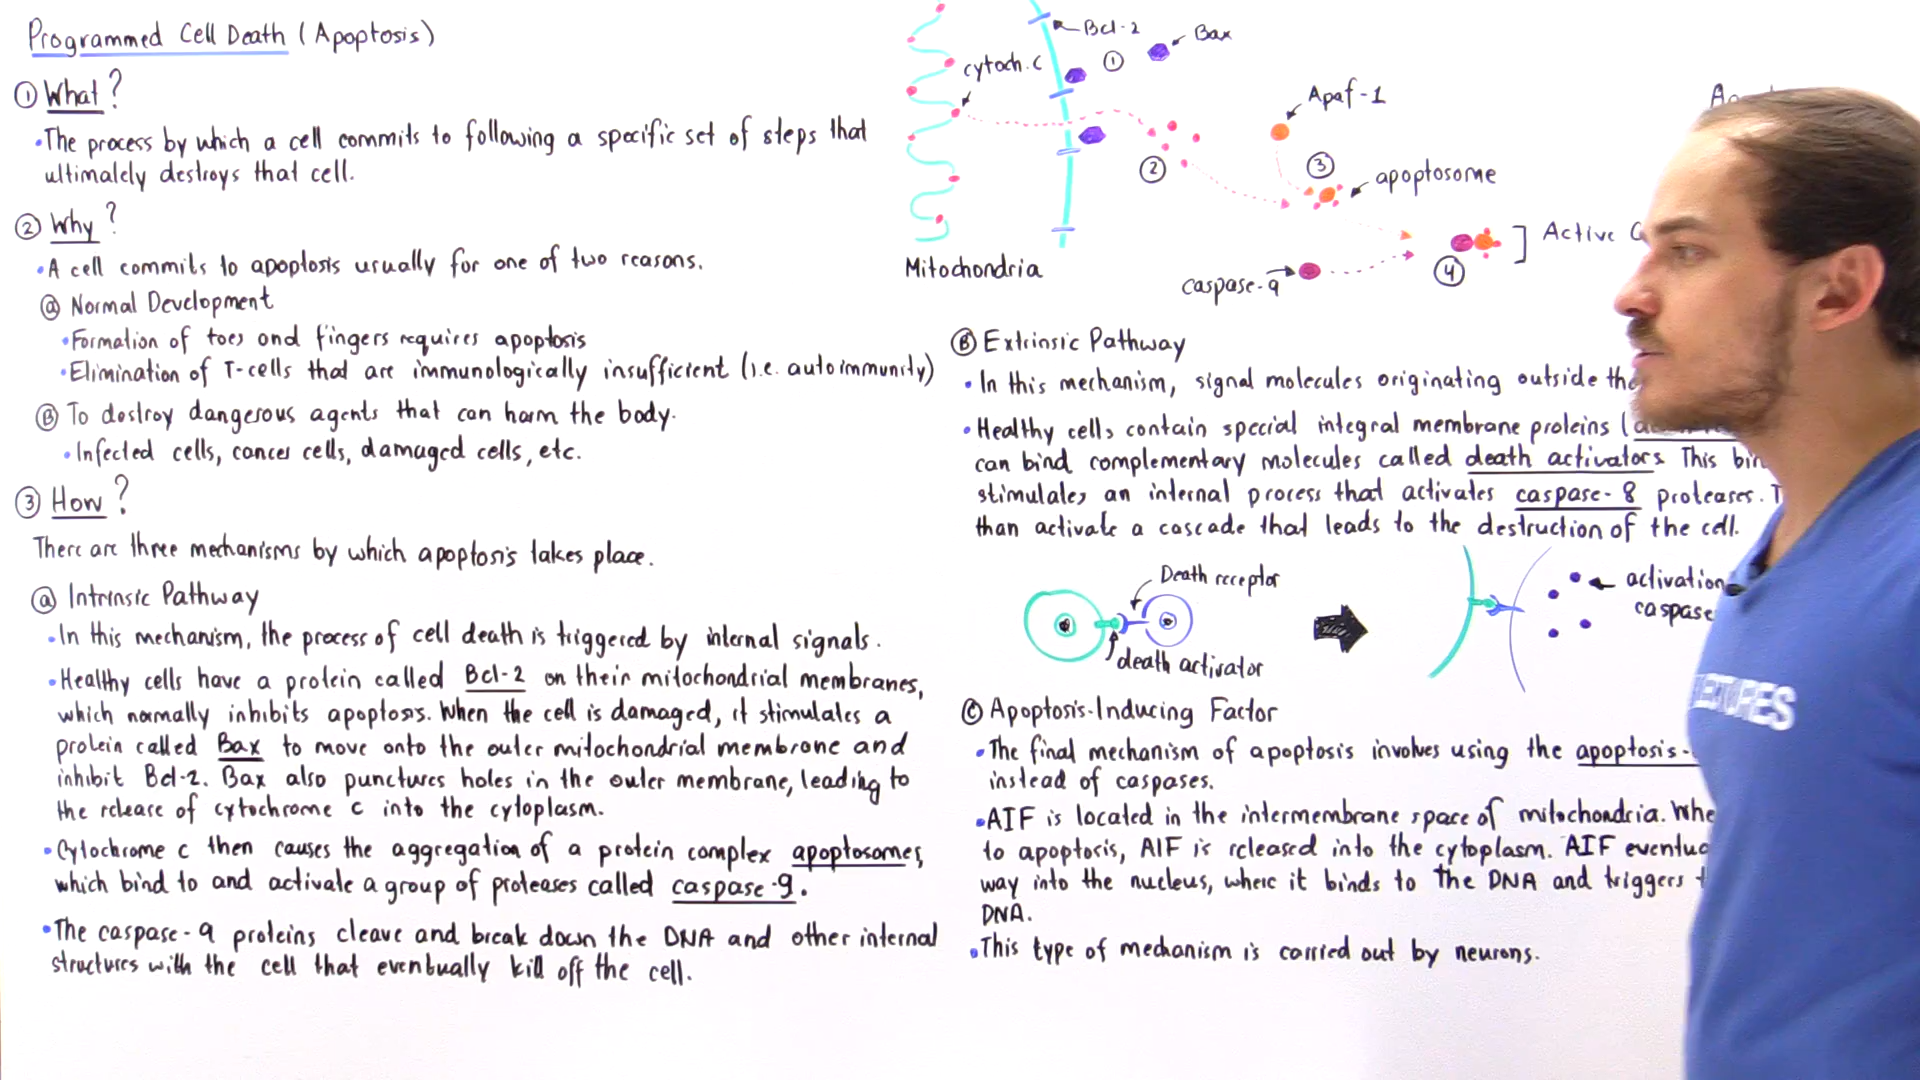 Programmed Cell Death (Apoptosis)
① What?
• The process by which a cell commits to following a specific set of steps that
ultimately destroys that cell.
② Why?
• A cell commits to apoptosis usually for one of two reasons.
ⓐ Normal Development
• Formation of toes and fingers requires apoptosis
• Elimination of T-cells that are immunologically insufficient (i.e. autoimmunity)
Ⓑ To destroy dangerous agents that can harm the body.
• Infected cells, cancer cells, damaged cells, etc.
③ How?
There are three mechanisms by which apoptosis takes place.
ⓐ Intrinsic Pathway
• In this mechanism, the process of cell death is triggered by internal signals.
• Healthy cells have a protein called Bcl-2 on their mitochondrial membranes,
which normally inhibits apoptosis. When the cell is damaged, it stimulates a
protein called Bax to move onto the outer mitochondrial membrane and
inhibit Bcl-2. Bax also punctures holes in the outer membrane, leading to
the release of cytochrome c into the cytoplasm.
• Cytochrome c then causes the aggregation of a protein complex apoptosomes,
which bind to and activate a group of proteases called caspase-9.
• The caspase-9 proteins cleave and break down the DNA and other internal
structures with the cell that eventually kill off the cell.
Bcl-2
Bax
①
cytoch. c
Apaf-1
②
③
apoptosome
Active
④
caspase-9
Mitochondria
Ⓑ Extrinsic Pathway
• In this mechanism, signal molecules originating outside the
• Healthy cells contain special integral membrane proteins (
can bind complementary molecules called death activators. This
stimulates an internal process that activates caspase-8 proteases.
than activate a cascade that leads to the destruction of the cell.
Death receptor
death activator
activation
caspase
Ⓒ Apoptosis-Inducing Factor
• The final mechanism of apoptosis involves using the apoptosis-
instead of caspases.
• AIF is located in the intermembrane space of mitochondria.
to apoptosis, AIF is released into the cytoplasm. AIF
way into the nucleus, where it binds to the DNA and triggers
DNA.
• This type of mechanism is carried out by neurons.
LECTURES